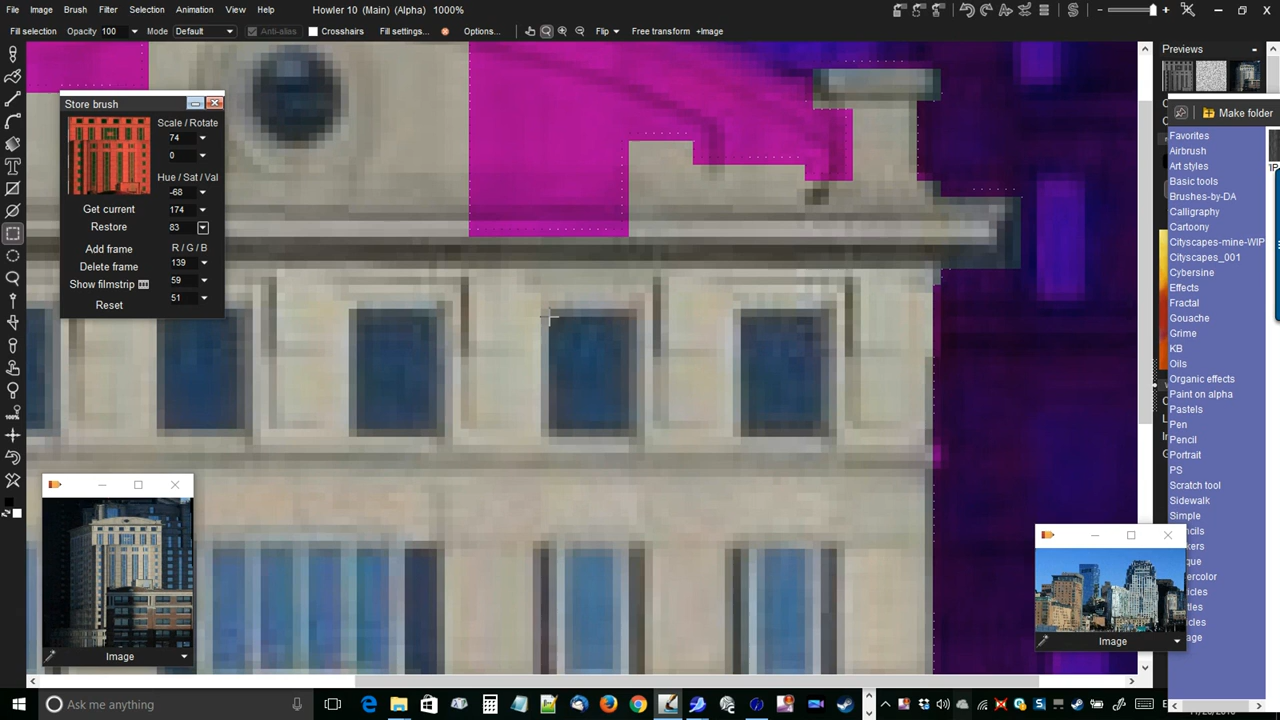 File Image Brush Filter Selection Animation View Help Howler 10 (Main) (Alpha) 1000%
Fill selection Opacity 100 Mode Default Anti-alias Crosshairs Fill settings... Options... Flip Free transform +Image
Previews
Store brush
Scale / Rotate
74
0
Hue / Sat / Val
-68
Get current 174
Restore 83
Add frame R / G / B
Delete frame 139
Show filmstrip 59
Reset 51
100%
Image
Image
Make folder
Favorites
Airbrush
Art styles
Basic tools
Brushes-by-DA
Calligraphy
Cartoony
Cityscapes-mine-WIP
Cityscapes_001
Cybersine
Effects
Fractal
Gouache
Grime
KB
Oils
Organic effects
Paint on alpha
Pastels
Pen
Pencil
Portrait
PS
Scratch tool
Sidewalk
Simple
Ask me anything